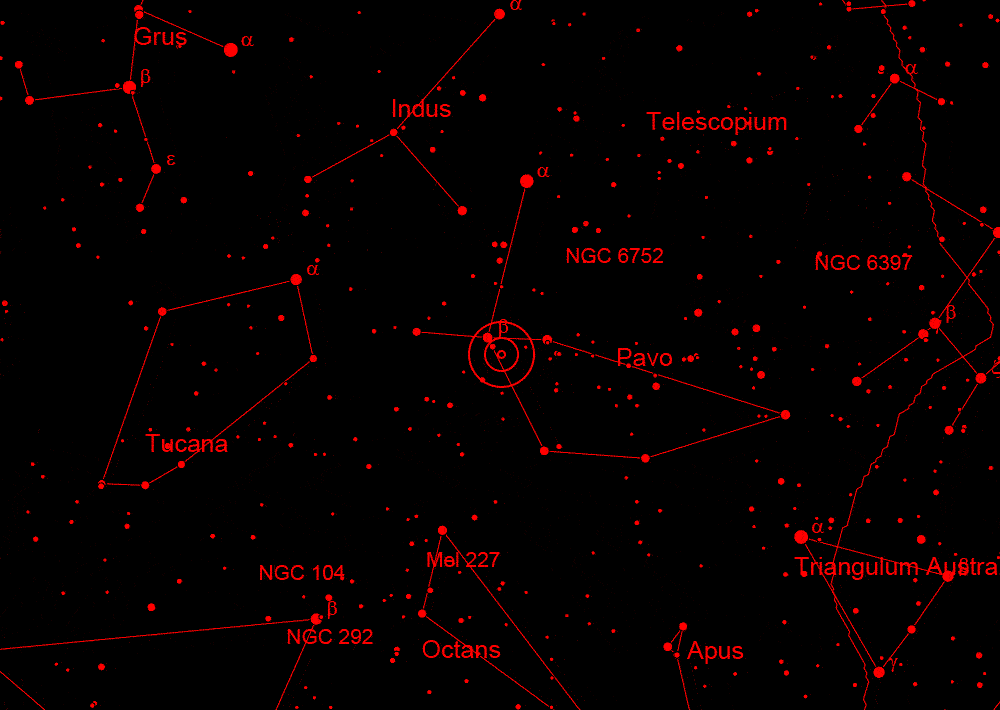 α
α
Grus
α
α
β
Indus
Telescopium
ε
α
NGC 6752
NGC 6397
α
β
β
Pavo
ζ
Tucana
α
Mel 227
Triangulum Austra
β
NGC 104
β
NGC 292
Octans
Apus
γ